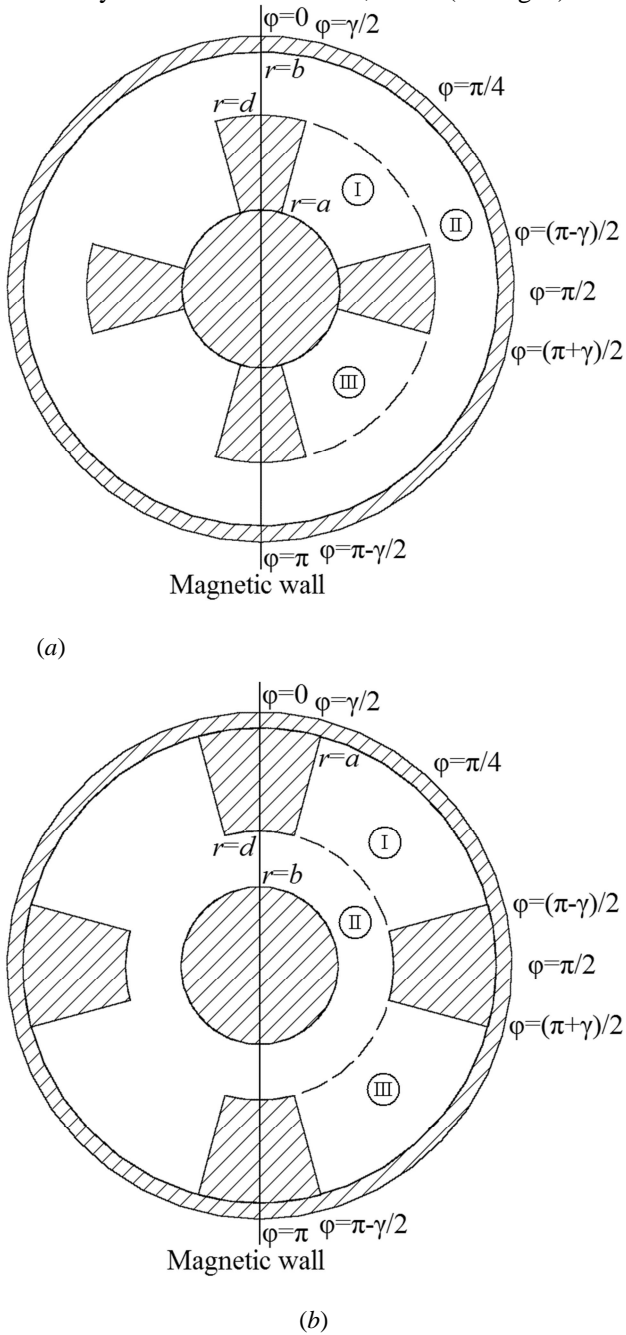 φ=0 φ=γ/2
r=b
φ=π/4
r=d
I
r=a
II
φ=(π-γ)/2
φ=π/2
φ=(π+γ)/2
III
φ=π φ=π-γ/2
Magnetic wall
(a)
φ=0 φ=γ/2
r=a
φ=π/4
I
r=d
r=b
φ=(π-γ)/2
II
φ=π/2
φ=(π+γ)/2
III
φ=π φ=π-γ/2
Magnetic wall
(b)